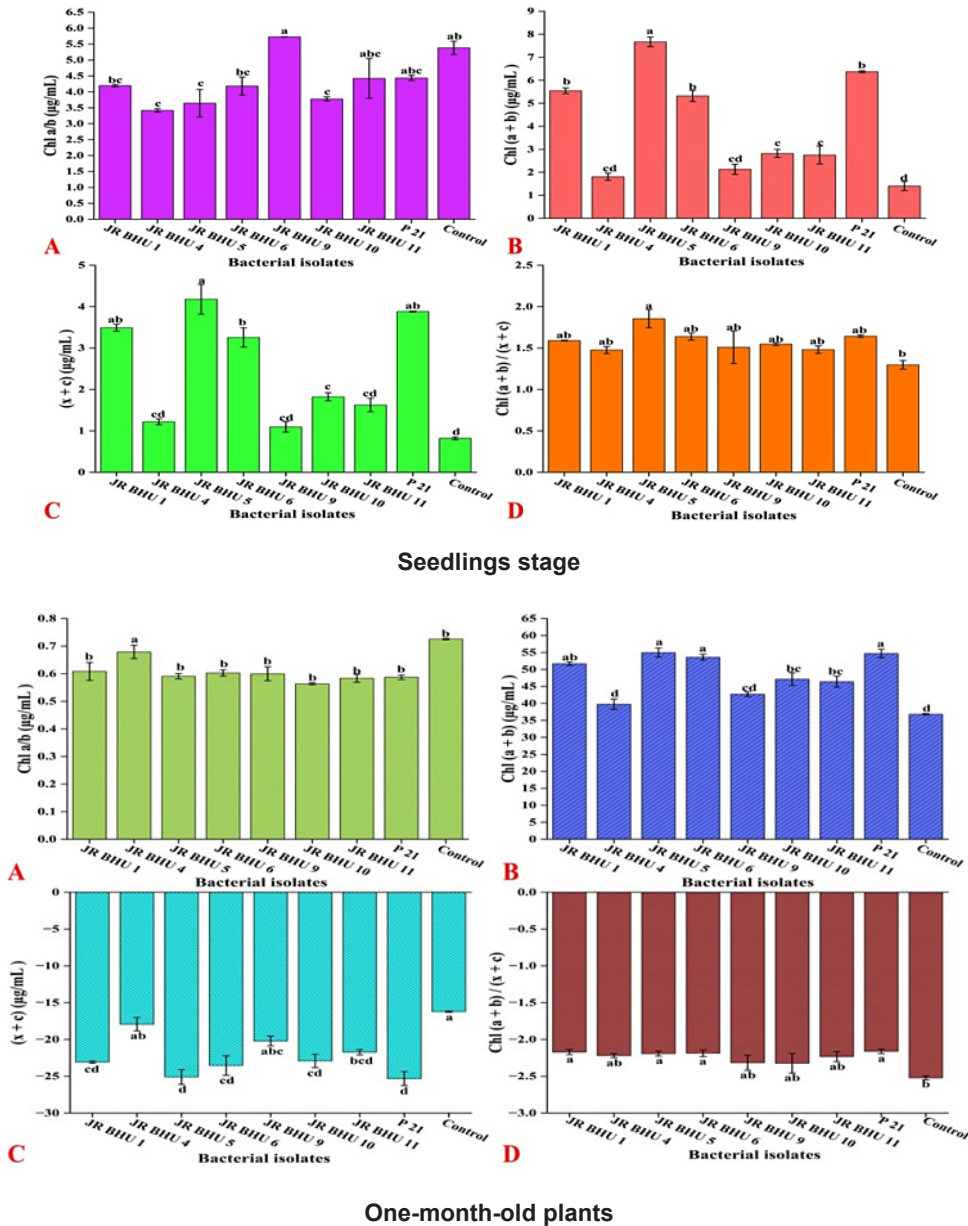 6.5
6.0
5.5
5.0
4.5
4.0
3.5
3.0
2.5
2.0
1.5
1.0
0.5
0.0
Chl a/b (µg/mL)
bc
c
c
bc
a
c
abc
abc
ab
JR BHU 1
JR BHU 4
JR BHU 5
JR BHU 6
JR BHU 9
JR BHU 10
JR BHU 11
P 21
Control
Bacterial isolates
A
9
8
7
6
5
4
3
2
1
0
Chl (a + b) (µg/mL)
b
cd
a
b
cd
c
c
b
d
JR BHU 1
JR BHU 4
JR BHU 5
JR BHU 6
JR BHU 9
JR BHU 10
JR BHU 11
P 21
Control
Bacterial isolates
B
5
4
3
2
1
0
(x + c) (µg/mL)
ab
cd
a
b
cd
c
cd
ab
d
JR BHU 1
JR BHU 4
JR BHU 5
JR BHU 6
JR BHU 9
JR BHU 10
JR BHU 11
P 21
Control
Bacterial isolates
C
2.5
2.0
1.5
1.0
0.5
0.0
Chl (a + b) / (x + c)
ab
ab
a
ab
ab
ab
ab
ab
b
JR BHU 1
JR BHU 4
JR BHU 5
JR BHU 6
JR BHU 9
JR BHU 10
JR BHU 11
P 21
Control
Bacterial isolates
D
Seedlings stage
0.8
0.7
0.6
0.5
0.4
0.3
0.2
0.1
0.0
Chl a/b (µg/mL )
b
a
b
b
b
b
b
b
b
JR BHU 1
JR BHU 4
JR BHU 5
JR BHU 6
JR BHU 9
JR BHU 10
JR BHU 11
P 21
Control
Bacterial isolates
A
65
60
55
50
45
40
35
30
25
20
15
10
5
0
Chl (a + b) (µg/mL)
ab
d
a
a
cd
bc
bc
a
d
JR BHU 1
JR BHU 4
JR BHU 5
JR BHU 6
JR BHU 9
JR BHU 10
JR BHU 11
P 21
Control
Bacterial isolates
B
0
−5
−10
−15
−20
−25
−30
(x + c) (µg/mL)
cd
ab
d
cd
abc
cd
bcd
d
a
JR BHU 1
JR BHU 4
JR BHU 5
JR BHU 6
JR BHU 9
JR BHU 10
JR BHU 11
P 21
Control
Bacterial isolates
C
0.0
−0.5
−1.0
−1.5
−2.0
−2.5
−3.0
Chl (a + b) / (x + c)
a
ab
a
a
ab
ab
ab
a
b
JR BHU 1
JR BHU 4
JR BHU 5
JR BHU 6
JR BHU 9
JR BHU 10
JR BHU 11
P 21
Control
Bacterial isolates
D
One-month-old plants